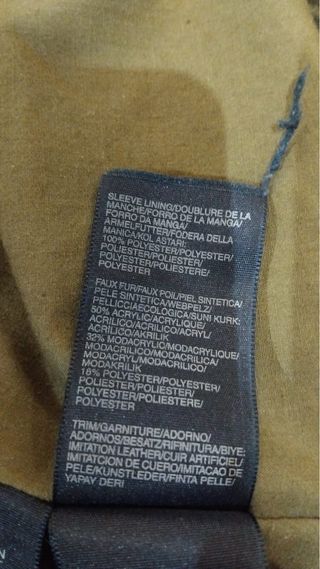 SLEEVE LINING/DOUBLURE DE LA
MANCHE/FORRO DE LA MANGA/
FORRO DA MANGA/
ARMELFUTTER/FODERA DELLA
MANICA/KOL ASTARI:
100% POLYESTER/POLYESTER/
POLIESTER/POLIESTER/
POLYESTER/POLIESTERE/
POLYESTER
FAUX FUR/FAUX POIL/PIEL SINTETICA/
PELE SINTETICA/WEBPELZ/
PELLICCIAECOLOGICA/SUNI KURK:
50% ACRYLIC/ACRYLIQUE/
ACRILICO/ACRILICO/ACRYL/
ACRILICO/AKRILIK
32% MODACRYLIC/MODACRYLIQUE/
MODACRILICO/MODACRILICA/
MODACRYL/MODACRILICO/
MODAKRILIK
18% POLYESTER/POLYESTER/
POLIESTER/POLIESTER/
POLYESTER/POLIESTERE/
POLYESTER
TRIM/GARNITURE/ADORNO/
ADORNOS/BESATZ/RIFINITURA/BIYE:
IMITATION LEATHER/CUIR ARTIFICIEL/
IMITACION DE CUERO/IMITACAO DE
PELE/KUNSTLEDER/FINTA PELLE/
YAPAY DERI